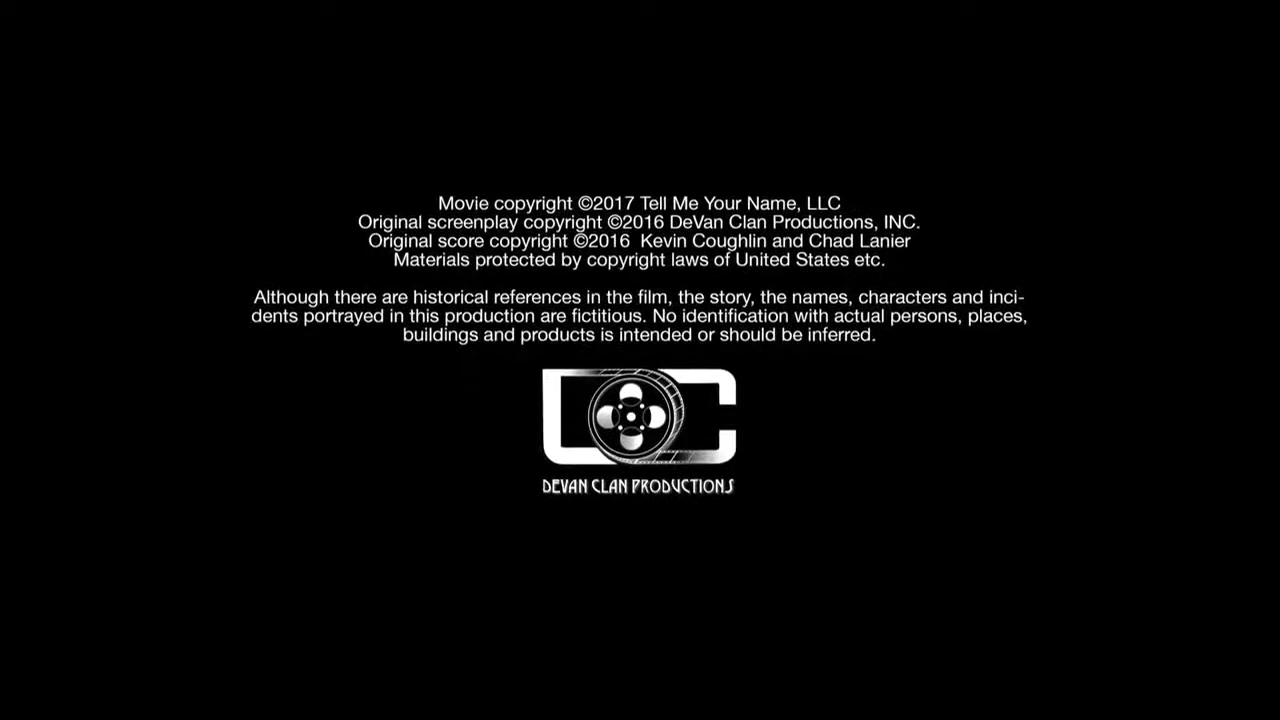 Movie copyright ©2017 Tell Me Your Name, LLC
Original screenplay copyright ©2016 DeVan Clan Productions, INC.
Original score copyright ©2016  Kevin Coughlin and Chad Lanier
Materials protected by copyright laws of United States etc.
Although there are historical references in the film, the story, the names, characters and inci-
dents portrayed in this production are fictitious. No identification with actual persons, places,
buildings and products is intended or should be inferred.
DC
DEVAN CLAN PRODUCTIONS